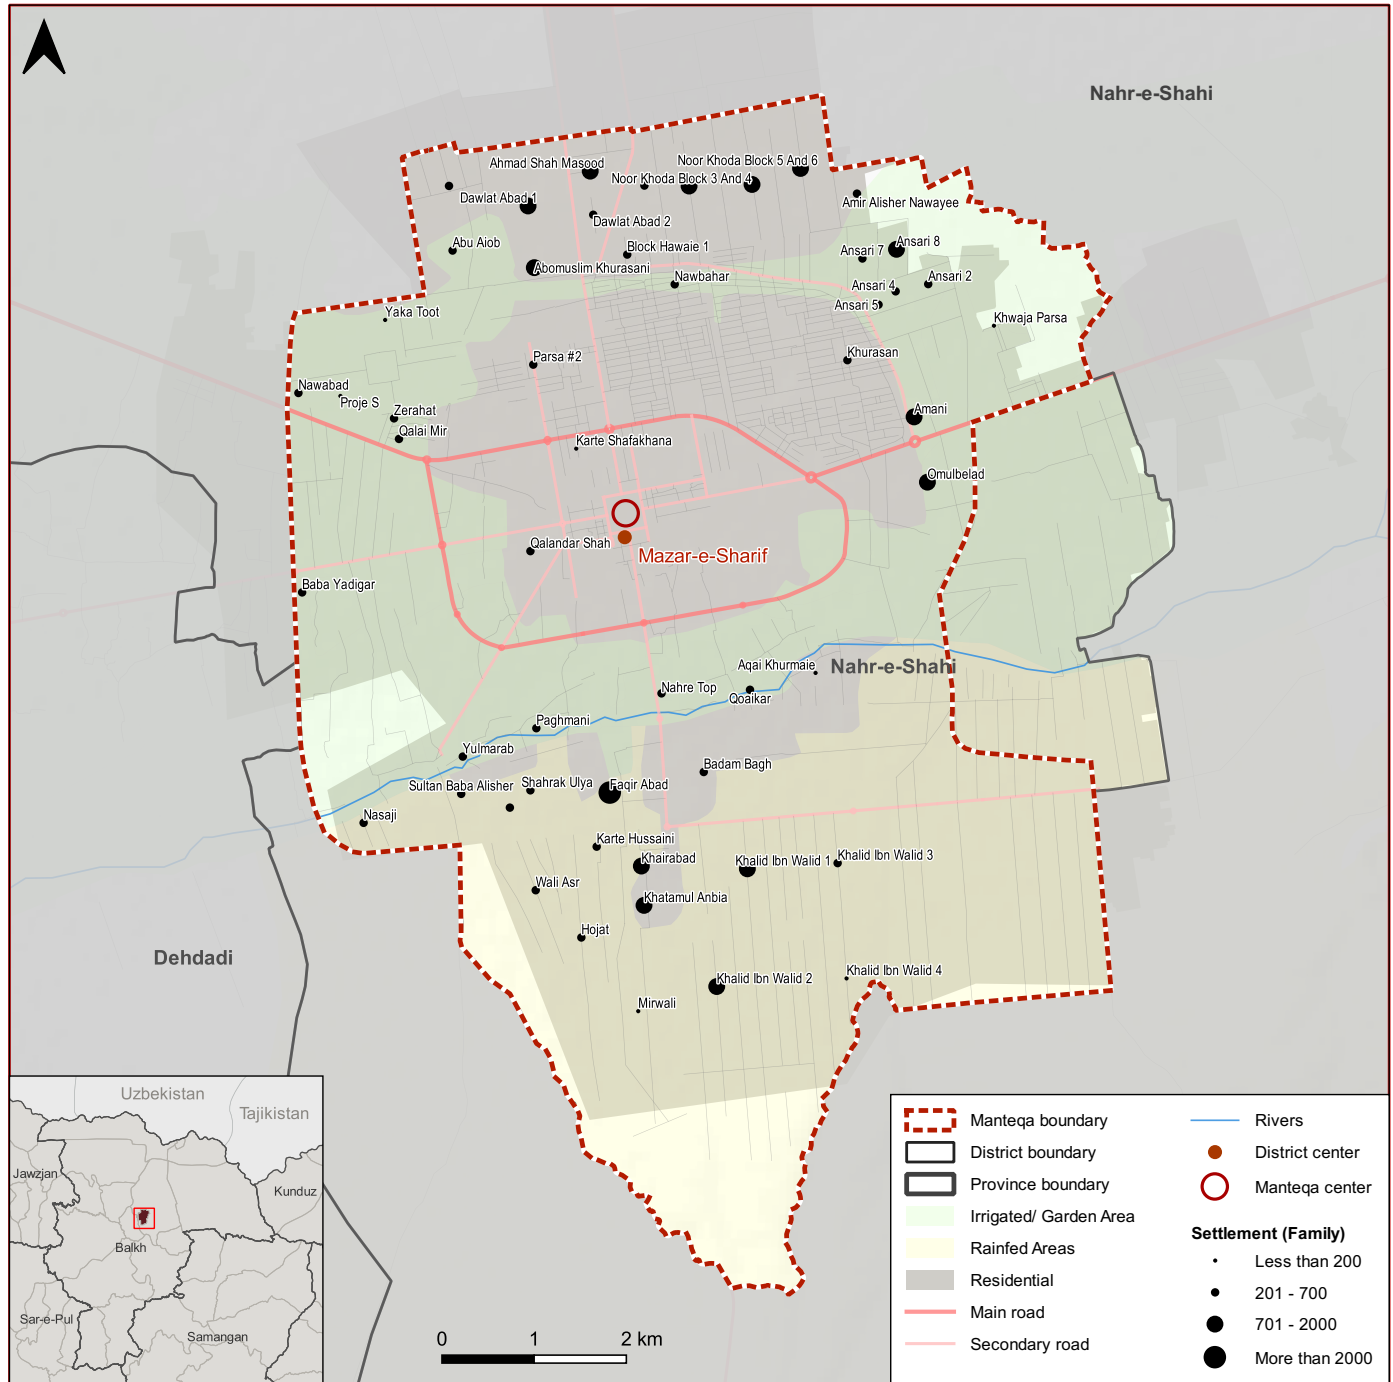 Nahr-e-Shahi
Ahmad Shah Masood
Noor Khoda Block 5 And 6
Noor Khoda Block 3 And 4
Dawlat Abad 1
Amir Alisher Nawayee
Dawlat Abad 2
Abu Aiob
Block Hawaie 1
Ansari 7
Ansari 8
Abomuslim Khurasani
Nawbahar
Ansari 4
Ansari 2
Ansari 5
Yaka Toot
Khwaja Parsa
Parsa #2
Khurasan
Nawabad
Proje S
Zerahat
Amani
Qalai Mir
Karte Shafakhana
Omulbelad
Qalandar Shah
Mazar-e-Sharif
Baba Yadigar
Aqai Khurmaie
Nahr-e-Shahi
Nahre Top
Qoaikar
Paghmani
Yulmarab
Badam Bagh
Sultan Baba Alisher
Shahrak Ulya
Faqir Abad
Nasaji
Karte Hussaini
Khairabad
Khalid Ibn Walid 1
Khalid Ibn Walid 3
Wali Asr
Khatamul Anbia
Hojat
Dehdadi
Khalid Ibn Walid 2
Khalid Ibn Walid 4
Mirwali
Uzbekistan
Tajikistan
Jawzjan
Kunduz
Balkh
Sar-e-Pul
Samangan
0 1 2 km
Manteqa boundary
District boundary
Province boundary
Irrigated/ Garden Area
Rainfed Areas
Residential
Main road
Secondary road
Rivers
District center
Manteqa center
Settlement (Family)
Less than 200
201 - 700
701 - 2000
More than 2000